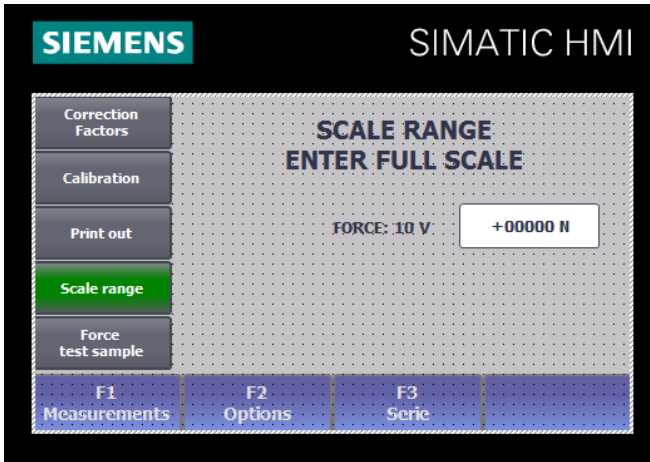 SIEMENS
SIMATIC HMI
Correction
Factors
Calibration
Print out
Scale range
Force
test sample
SCALE RANGE
ENTER FULL SCALE
FORCE: 10 V
+00000 N
F1
Measurements
F2
Options
F3
Serie